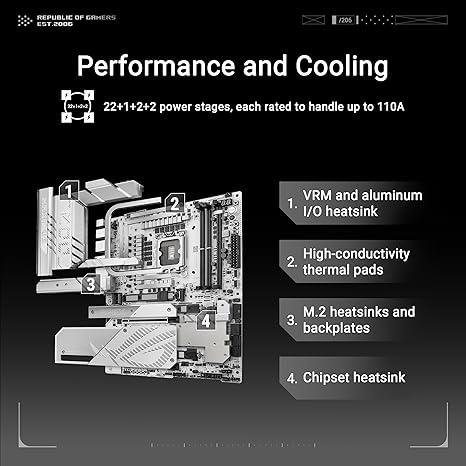 REPUBLIC OF GAMERS
EST.2006
/206
Performance and Cooling
22+1+2+2
22+1+2+2 power stages, each rated to handle up to 110A
1
2
3
4
1. VRM and aluminum
I/O heatsink
2. High-conductivity
thermal pads
3. M.2 heatsinks and
backplates
4. Chipset heatsink